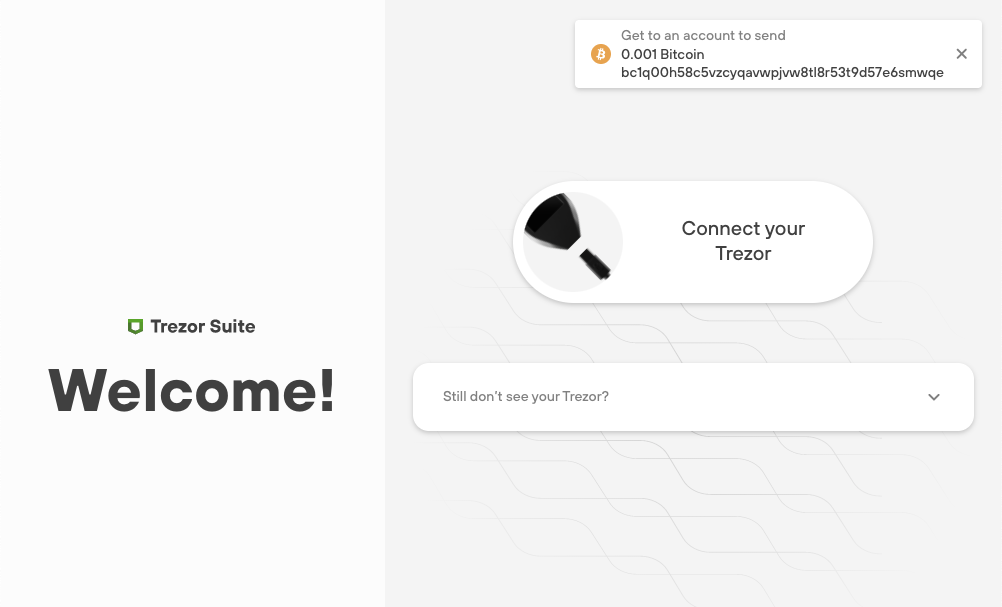 Get to an account to send
0.001 Bitcoin
bc1q00h58c5vzcyqavwpjvw8tl8r53t9d57e6smwqe
Connect your
Trezor
Trezor Suite
Welcome!
Still don't see your Trezor?